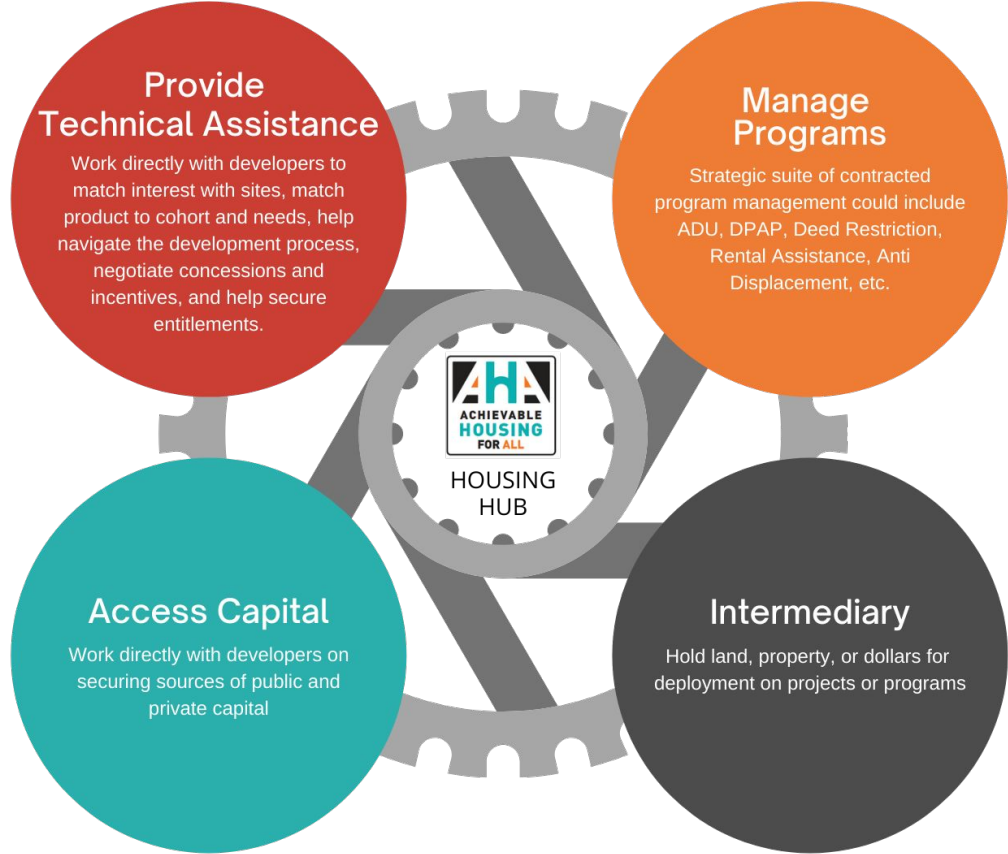 Provide
Technical Assistance
Work directly with developers to
match interest with sites, match
product to cohort and needs, help
navigate the development process,
negotiate concessions and
incentives, and help secure
entitlements.
Manage
Programs
Strategic suite of contracted
program management could include
ADU, DPAP, Deed Restriction,
Rental Assistance, Anti
Displacement, etc.
AHA
ACHIEVABLE
HOUSING
FOR ALL
HOUSING
HUB
Access Capital
Work directly with developers on
securing sources of public and
private capital
Intermediary
Hold land, property, or dollars for
deployment on projects or programs